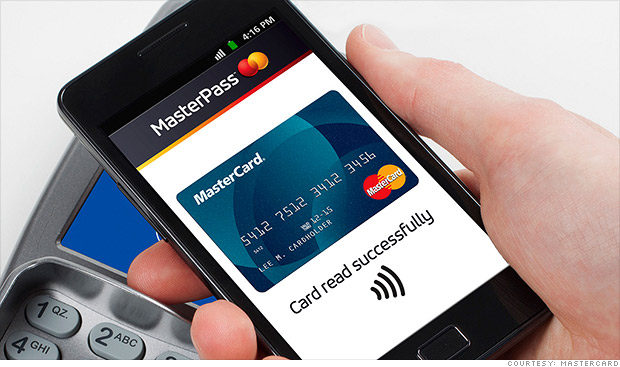 4:16 PM
MasterPass
MasterCard.
5412 7512 3412 3456
12-15
LEE M. CARDHOLDER
MasterCard
Card read successfully
1 QZ.
2 ABC
4 GHI
COURTESY: MASTERCARD